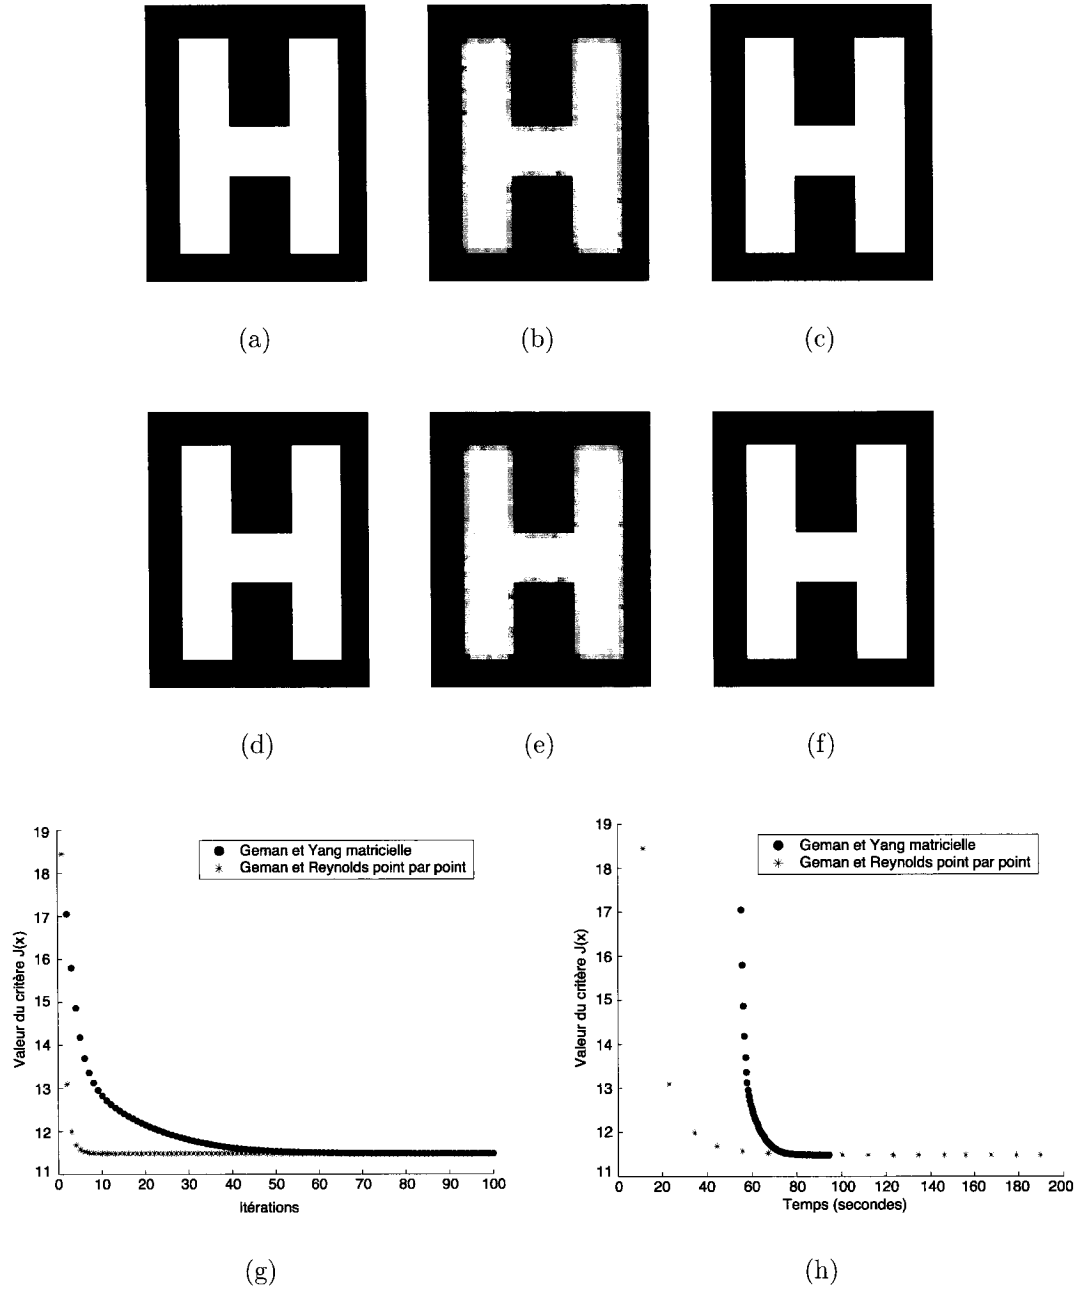 (a)
(b)
(c)
(d)
(e)
(f)
19
18
17
16
15
14
13
12
11
Valeur du critère J(x)
Geman et Yang matricielle
Geman et Reynolds point par point
0 10 20 30 40 50 60 70 80 90 100
Itérations
(g)
19
18
17
16
15
14
13
12
11
Valeur du critère J(x)
Geman et Yang matricielle
Geman et Reynolds point par point
0 20 40 60 80 100 120 140 160 180 200
Temps (secondes)
(h)